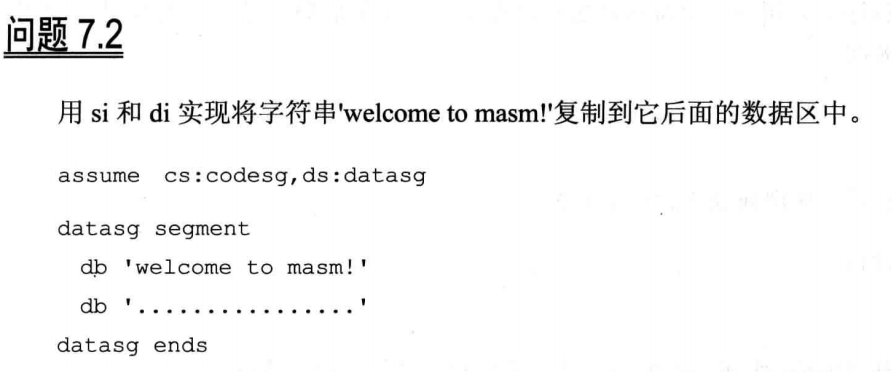 问题 7.2
用 si 和 di 实现将字符串'welcome to masm!'复制到它后面的数据区中。
assume cs:codesg,ds:datasg
datasg segment
db 'welcome to masm!'
db '................'
datasg ends